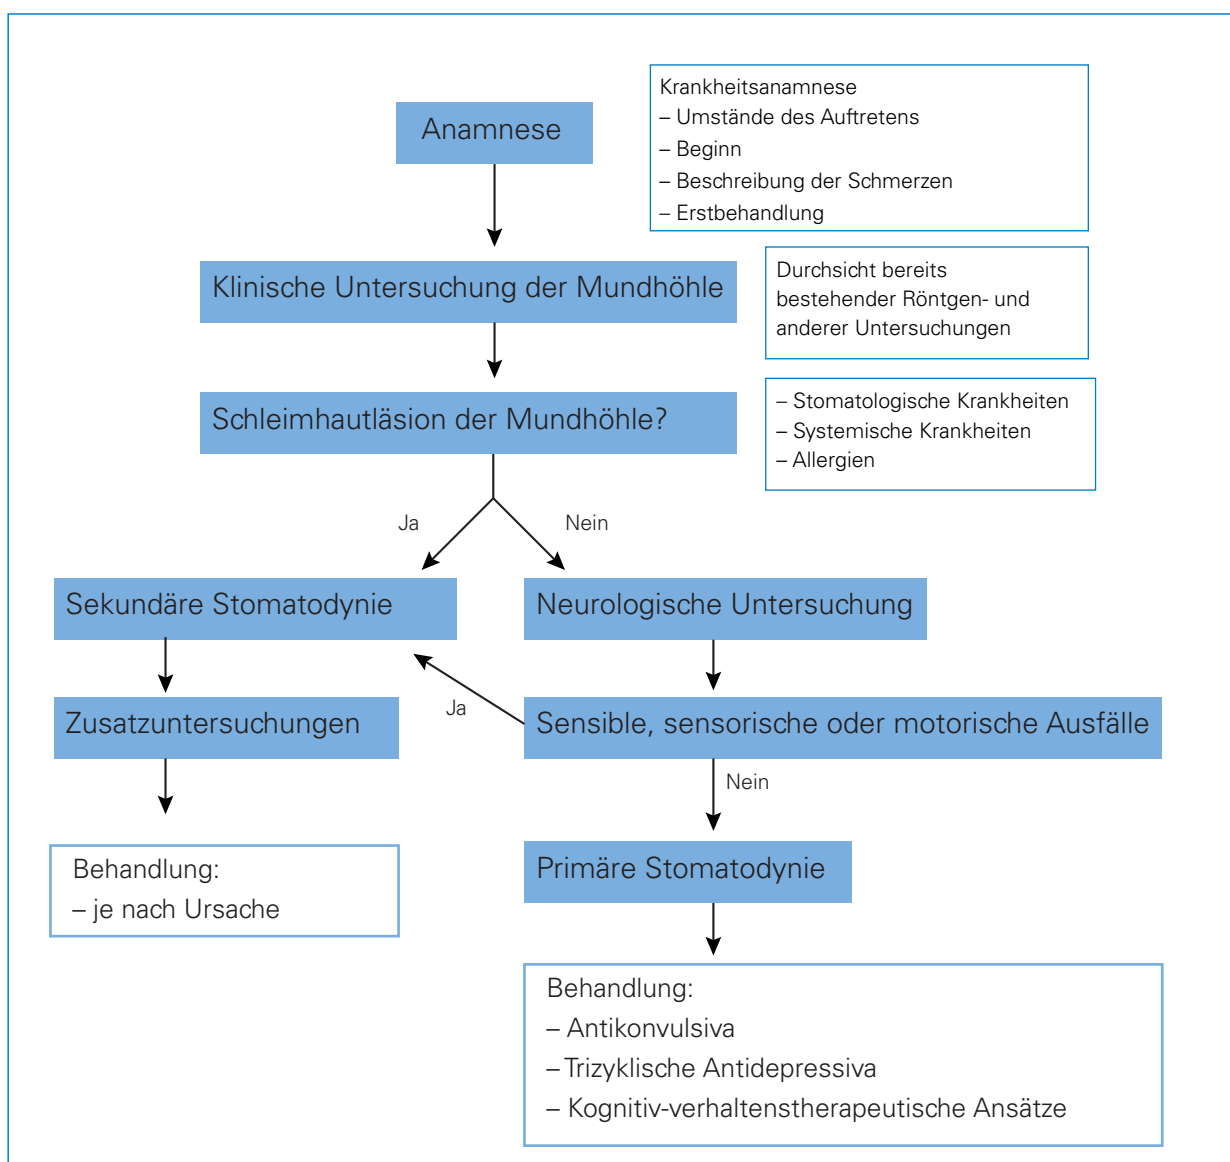 Anamnese
Krankheitsanamnese
– Umstände des Auftretens
– Beginn
– Beschreibung der Schmerzen
– Erstbehandlung
Klinische Untersuchung der Mundhöhle
Durchsicht bereits
bestehender Röntgen- und
anderer Untersuchungen
Schleimhautläsion der Mundhöhle?
– Stomatologische Krankheiten
– Systemische Krankheiten
– Allergien
Ja
Nein
Sekundäre Stomatodynie
Neurologische Untersuchung
Zusatzuntersuchungen
Ja
Sensible, sensorische oder motorische Ausfälle
Nein
Behandlung:
– je nach Ursache
Primäre Stomatodynie
Behandlung:
– Antikonvulsiva
– Trizyklische Antidepressiva
– Kognitiv-verhaltenstherapeutische Ansätze